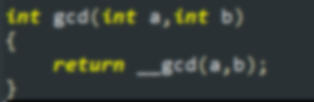 int gcd(int a,int b)
{
    return __gcd(a,b);
}